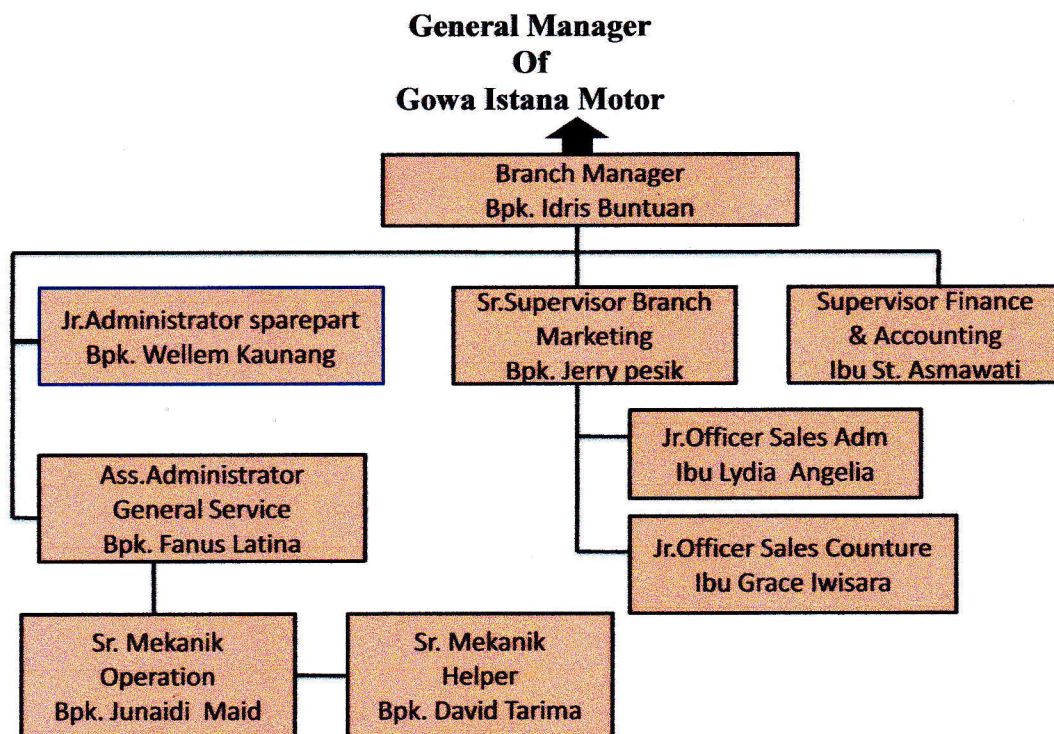 General Manager
Of
Gowa Istana Motor
Branch Manager
Bpk. Idris Buntuan
Jr.Administrator sparepart
Bpk. Wellem Kaunang
Sr.Supervisor Branch
Marketing
Bpk. Jerry pesik
Supervisor Finance
& Accounting
Ibu St. Asmawati
Jr.Officer Sales Adm
Ibu Lydia Angelia
Ass.Administrator
General Service
Bpk. Fanus Latina
Jr.Officer Sales Counture
Ibu Grace Iwisara
Sr. Mekanik
Operation
Bpk. Junaidi Maid
Sr. Mekanik
Helper
Bpk. David Tarima